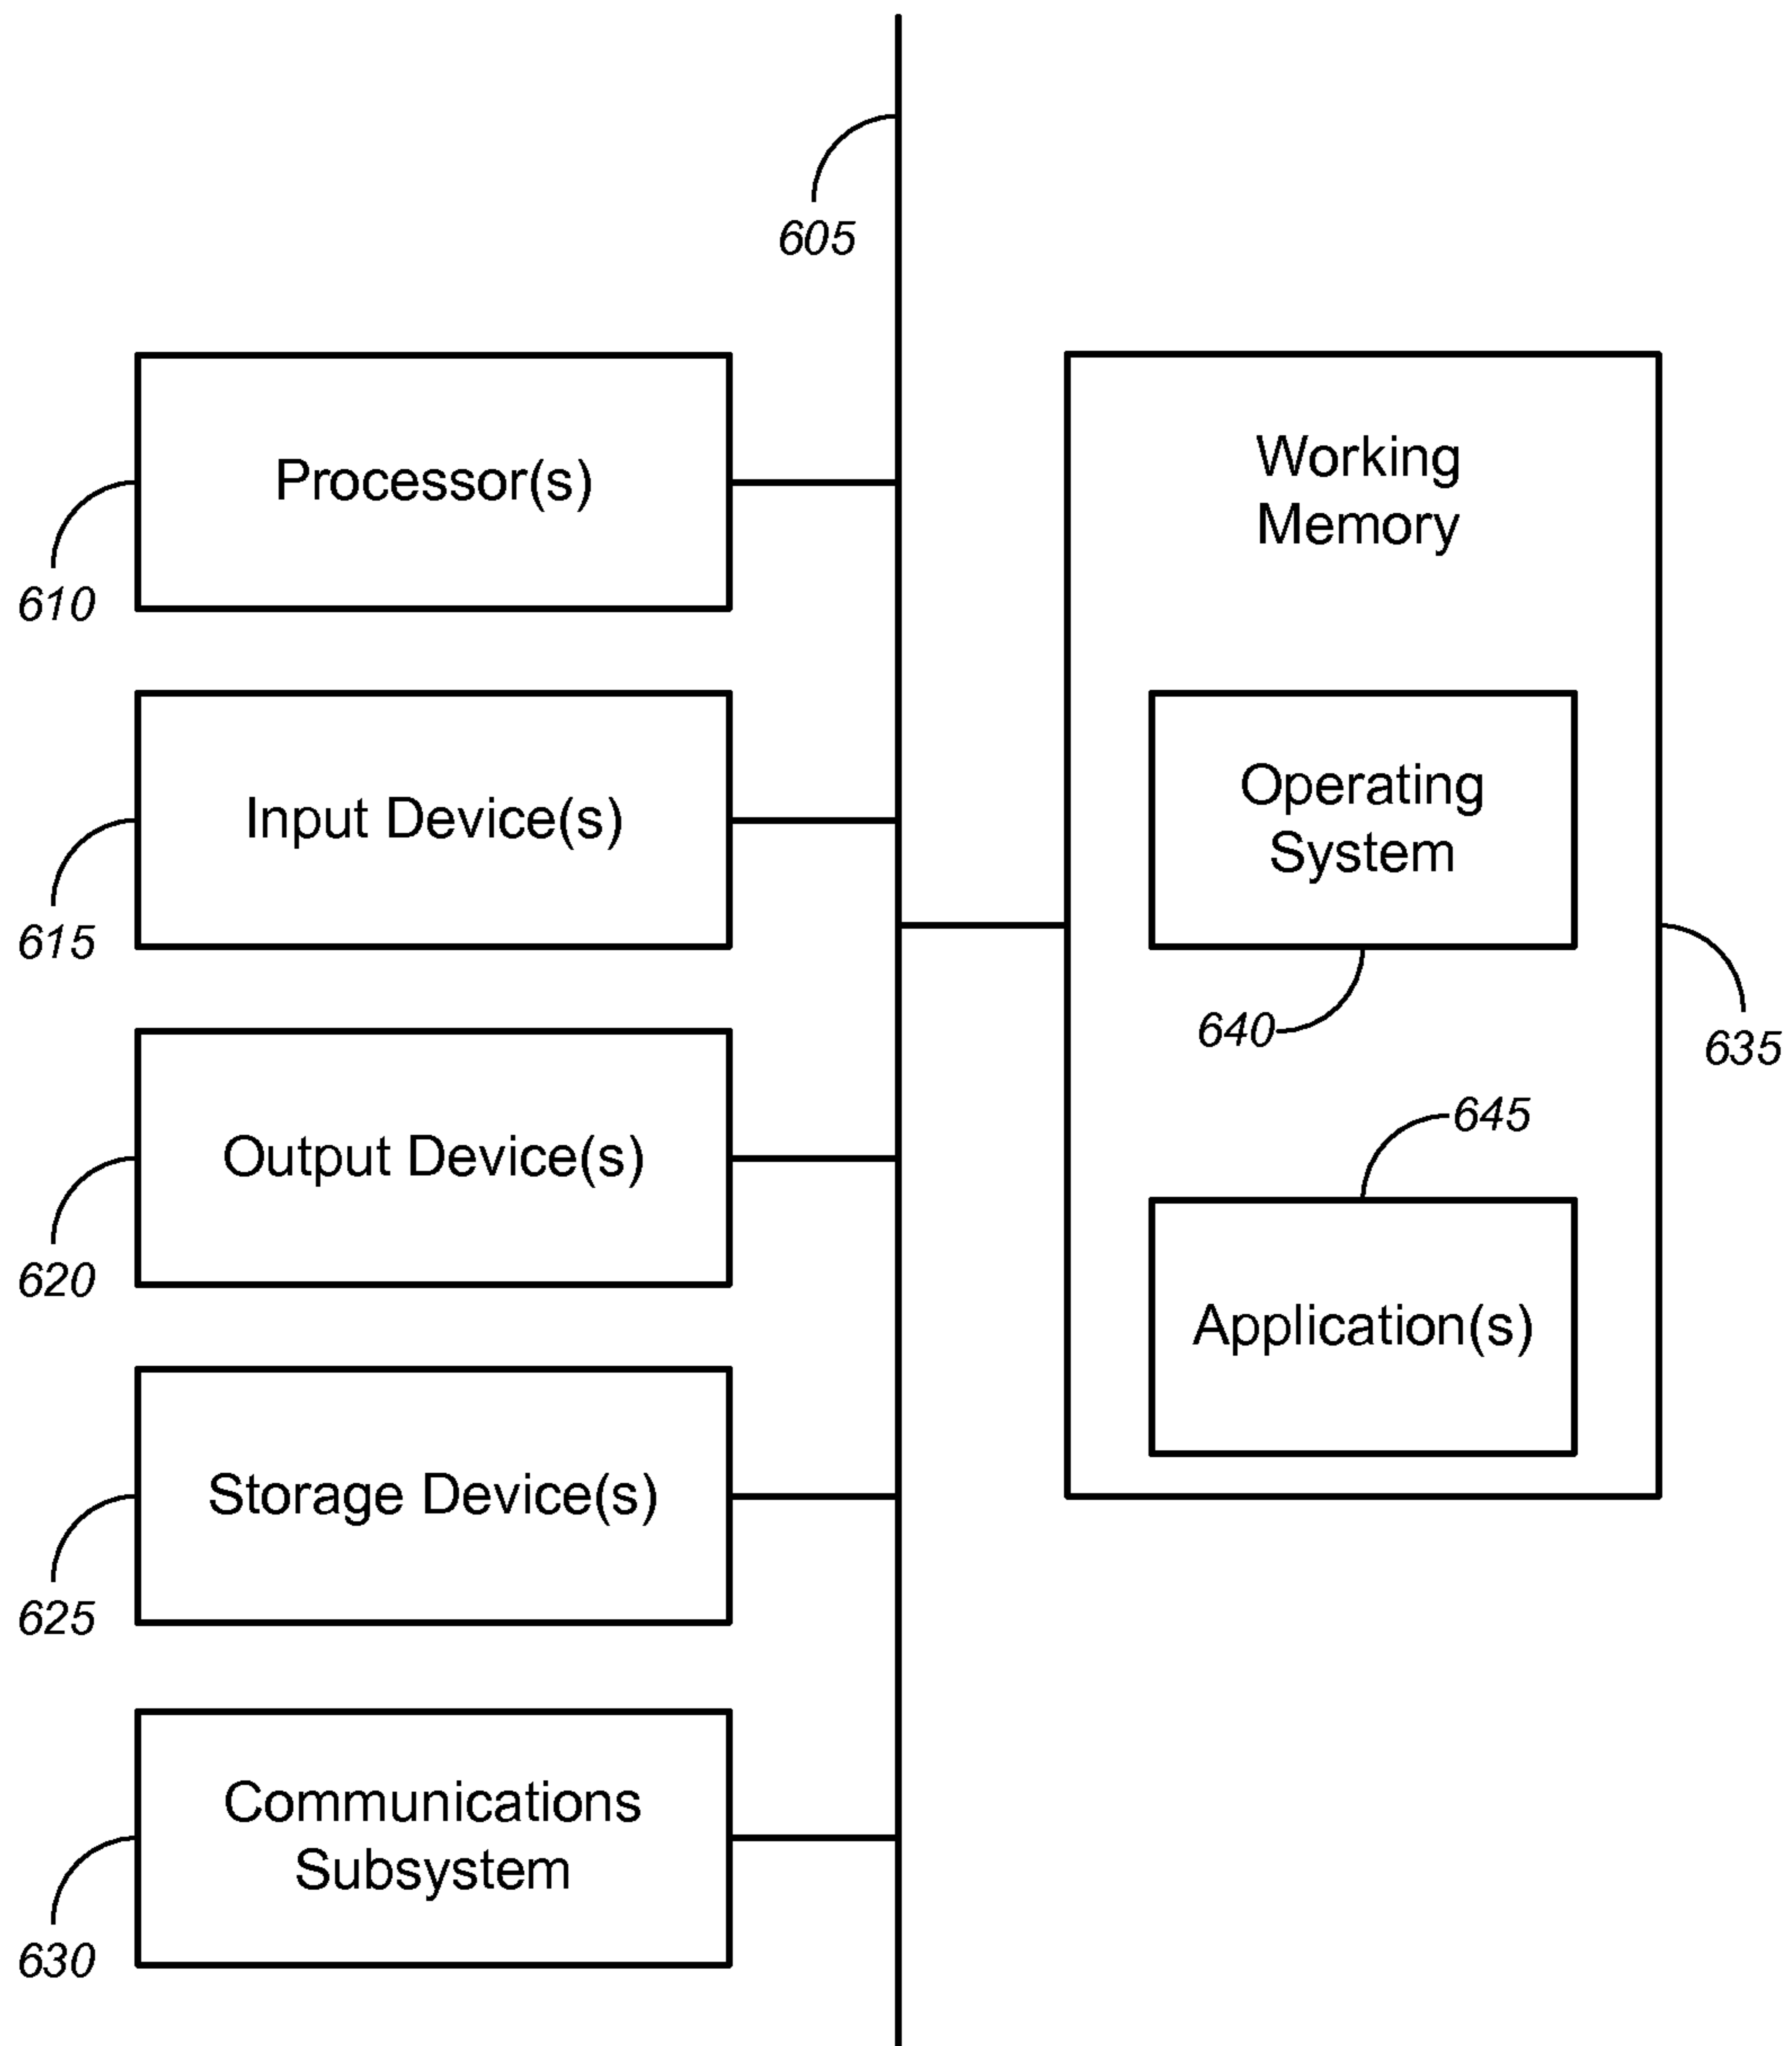 605
Processor(s)
610
Input Device(s)
615
Output Device(s)
620
Storage Device(s)
625
Communications
Subsystem
630
Working
Memory
Operating
System
640
635
645
Application(s)